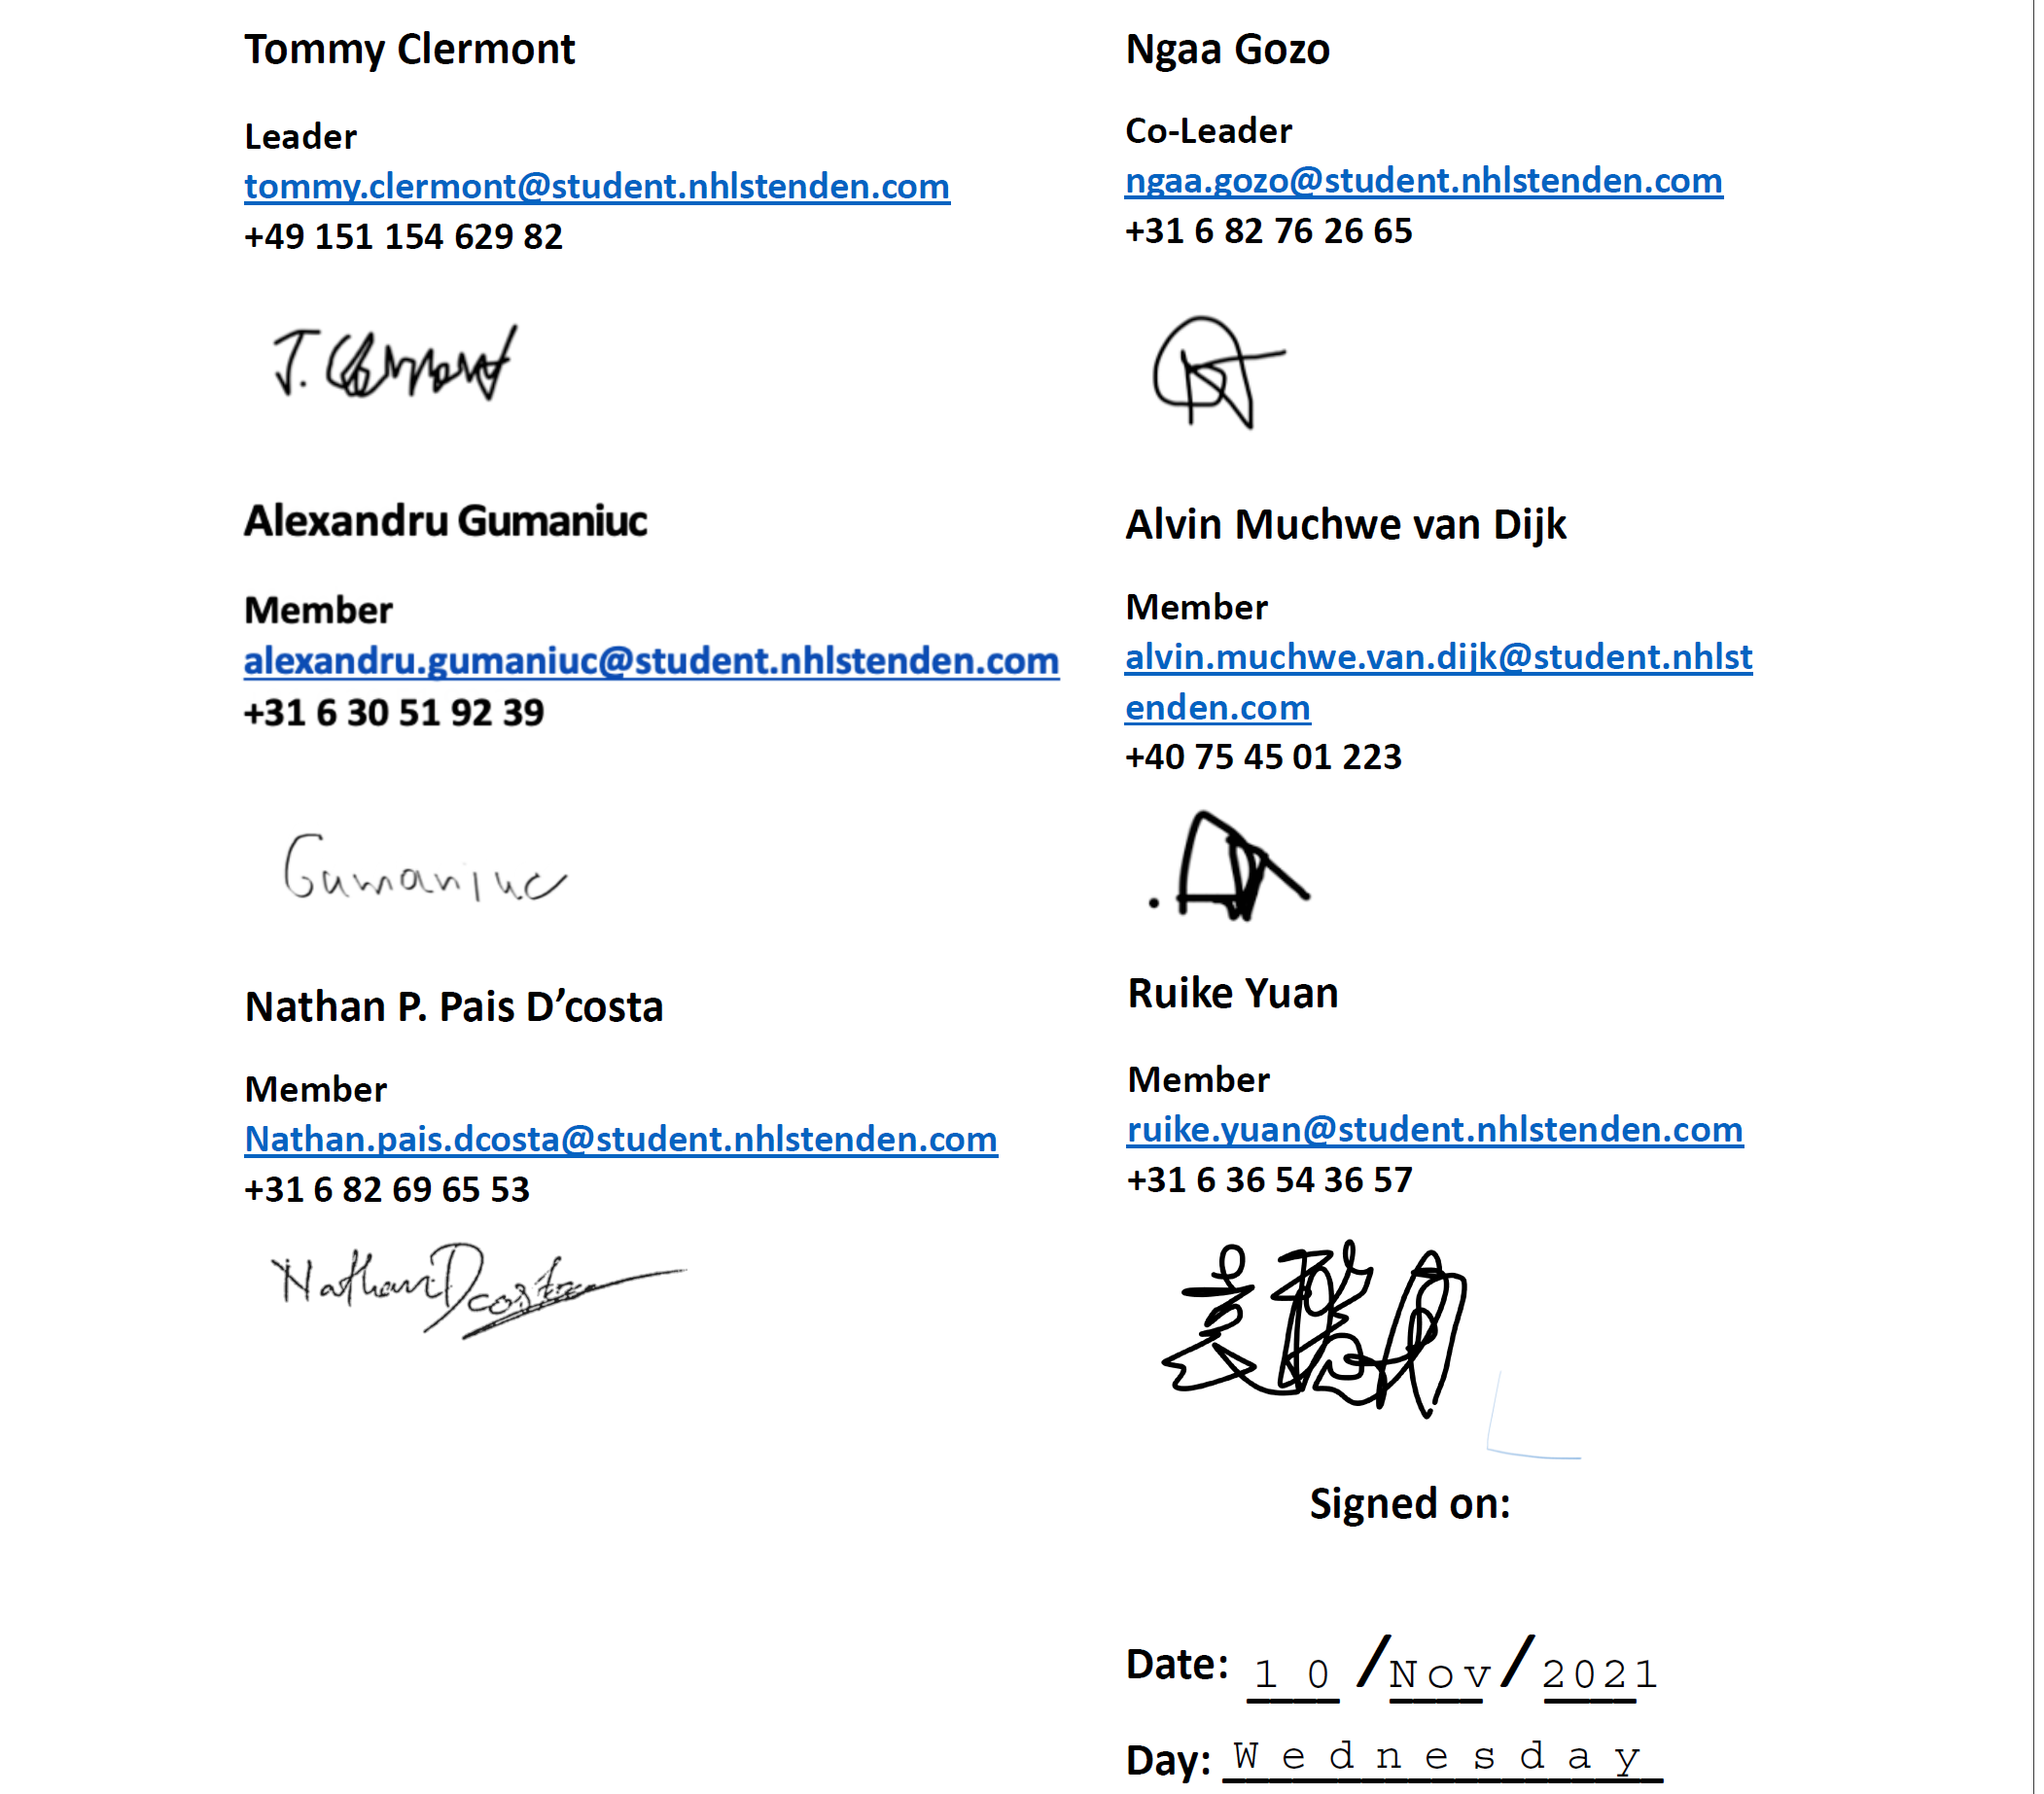 Tommy Clermont
Leader
tommy.clermont@student.nhlstenden.com
+49 151 154 629 82
J. Clermont
Ngaa Gozo
Co-Leader
ngaa.gozo@student.nhlstenden.com
+31 6 82 76 26 65
Alexandru Gumaniuc
Member
alexandru.gumaniuc@student.nhlstenden.com
+31 6 30 51 92 39
Gumaniuc
Alvin Muchwe van Dijk
Member
alvin.muchwe.van.dijk@student.nhlst
enden.com
+40 75 45 01 223
Nathan P. Pais D’costa
Member
Nathan.pais.dcosta@student.nhlstenden.com
+31 6 82 69 65 53
Nathan Dcosta
Ruike Yuan
Member
ruike.yuan@student.nhlstenden.com
+31 6 36 54 36 57
Signed on:
Date: 10/Nov/2021
Day: Wednesday